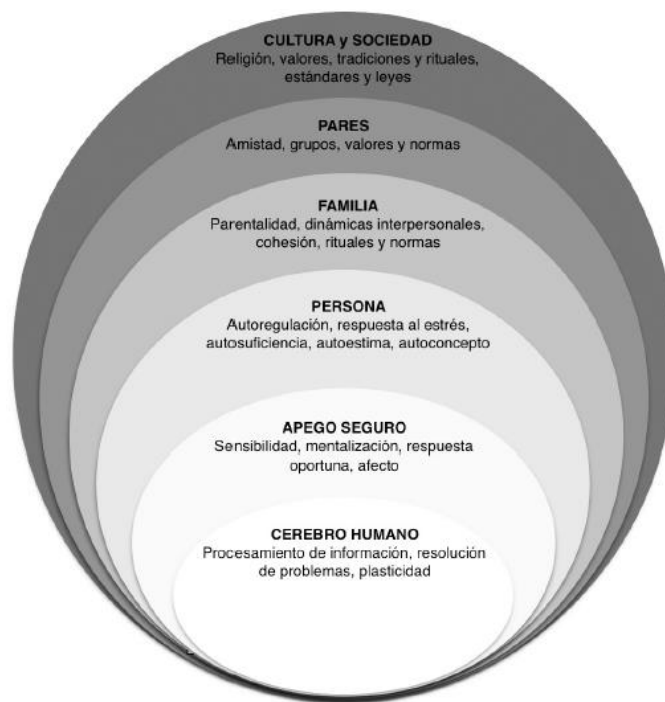 CULTURA y SOCIEDAD
Religión, valores, tradiciones y rituales,
estándares y leyes
PARES
Amistad, grupos, valores y normas
FAMILIA
Parentalidad, dinámicas interpersonales,
cohesión, rituales y normas
PERSONA
Autoregulación, respuesta al estrés,
autosuficiencia, autoestima, autoconcepto
APEGO SEGURO
Sensibilidad, mentalización, respuesta
oportuna, afecto
CEREBRO HUMANO
Procesamiento de información, resolución
de problemas, plasticidad